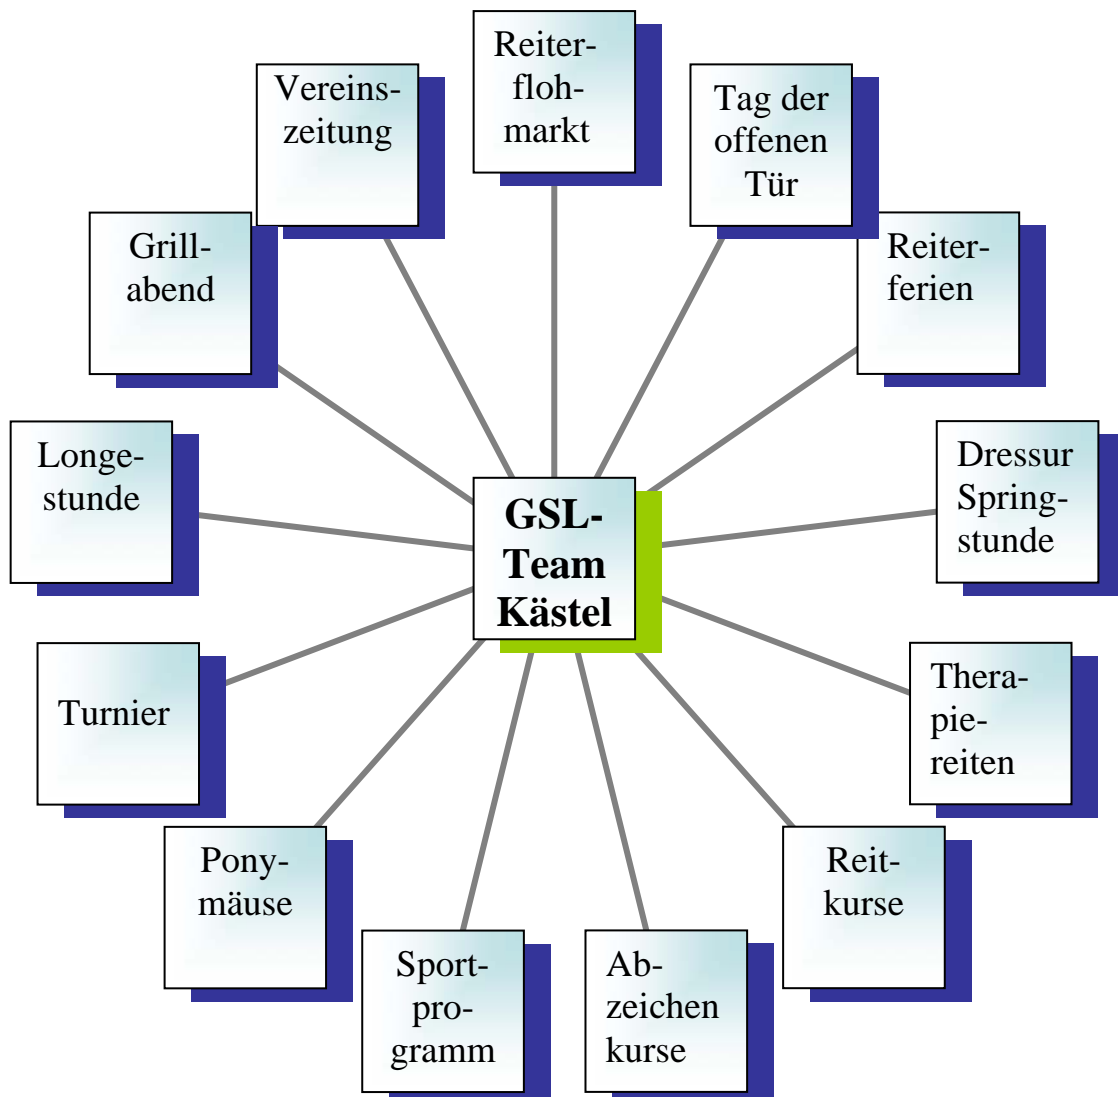 Reiter-
floh-
markt
Tag der
offenen
Tür
Reiter-
ferien
Dressur
Spring-
stunde
Thera-
pie-
reiten
Reit-
kurse
Ab-
zeichen
kurse
Sport-
pro-
gramm
Pony-
mäuse
Turnier
Longe-
stunde
Grill-
abend
Vereins-
zeitung
GSL-
Team
Kästel